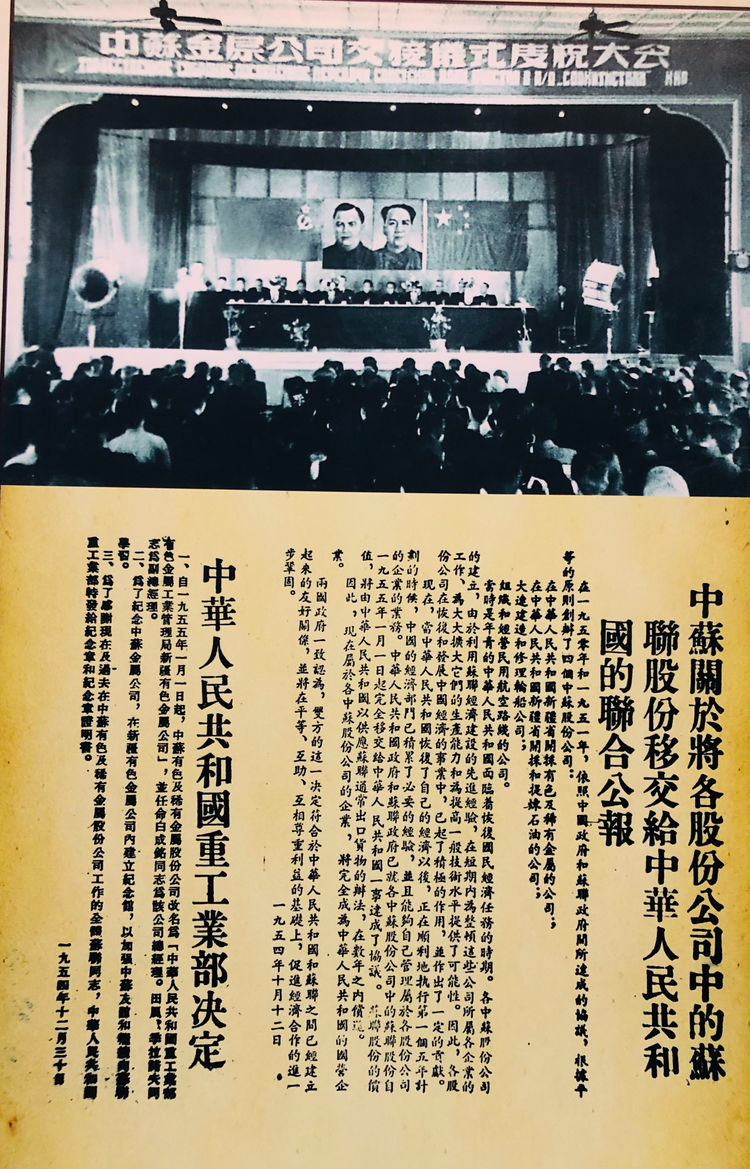 中蘇金屬公司交接儀式慶祝大会
中蘇關於將各股份公司中的蘇
聯股份移交給中華人民共和
國的聯合公報
在一九五〇年和一九五一年，依照中國政府和蘇聯政府間所達成的協議，根據平
等的原則創辦了四個中蘇股份公司：
在中華人民共和國新疆省開採有色及稀有金屬的公司；
在中華人民共和國新疆省開採和提煉石油的公司；
大連建造和修理輪船公司；
組織和經營民用航空路綫的公司。
當時是年青的中華人民共和國面臨着恢復國民經濟任務的時期。各中蘇股份公司
的建立，由於利用蘇聯經濟建設的先進經驗，在短期內為整頓這些公司所屬各企業的
工作、為大大擴大它們的生產能力和為提高一般技術水平提供了可能性。因此，各股
份公司在恢復和發展中國經濟的事業中，已起了積極的作用，並作出了一定的貢獻。
現在，當中華人民共和國恢復了自己的經濟以後，正在順利地執行第一個五年計
劃的時候，中國的經濟部門已積累了必要的經驗，並且能夠自己管理屬於各股份公司
的企業的業務。中華人民共和國政府和蘇聯政府已就各中蘇股份公司中的蘇聯股份自
一九五五年一月一日起完全移交給中華人民共和國一事達成了協議。蘇聯股份的價
值，將由中華人民共和國以供應蘇聯通常出口貨物的辦法，在數年之內償還。
因此，現在屬於各中蘇股份公司的企業，將完全成為中華人民共和國的國營企
業。
兩國政府一致認為，雙方的這一決定符合於中華人民共和國和蘇聯之間已經建立
起來的友好關係，並將在平等、互助、互相尊重利益的基礎上，促進經濟合作的進一
步鞏固。
一九五四年十月十二日
中華人民共和國重工業部决定
一、自一九五五年一月一日起，中蘇有色及稀有金屬股份公司改名爲「中華人民共和國重工業部
有色金屬工業管理局新疆有色金屬公司」，並任命白成銘同志爲該公司總經理。田風、
志爲副總經理。
二、爲了紀念中蘇金屬公司，在新疆有色金屬公司內建立紀念館，以加强中蘇友誼和繼續向蘇聯
學習。
三、爲了感謝現在及過去在中蘇有色及稀有金屬股份公司工作的全體蘇聯同志，中華人民共和國
重工業部特發給紀念章和紀念章證明書。
一九五四年十二月三十日